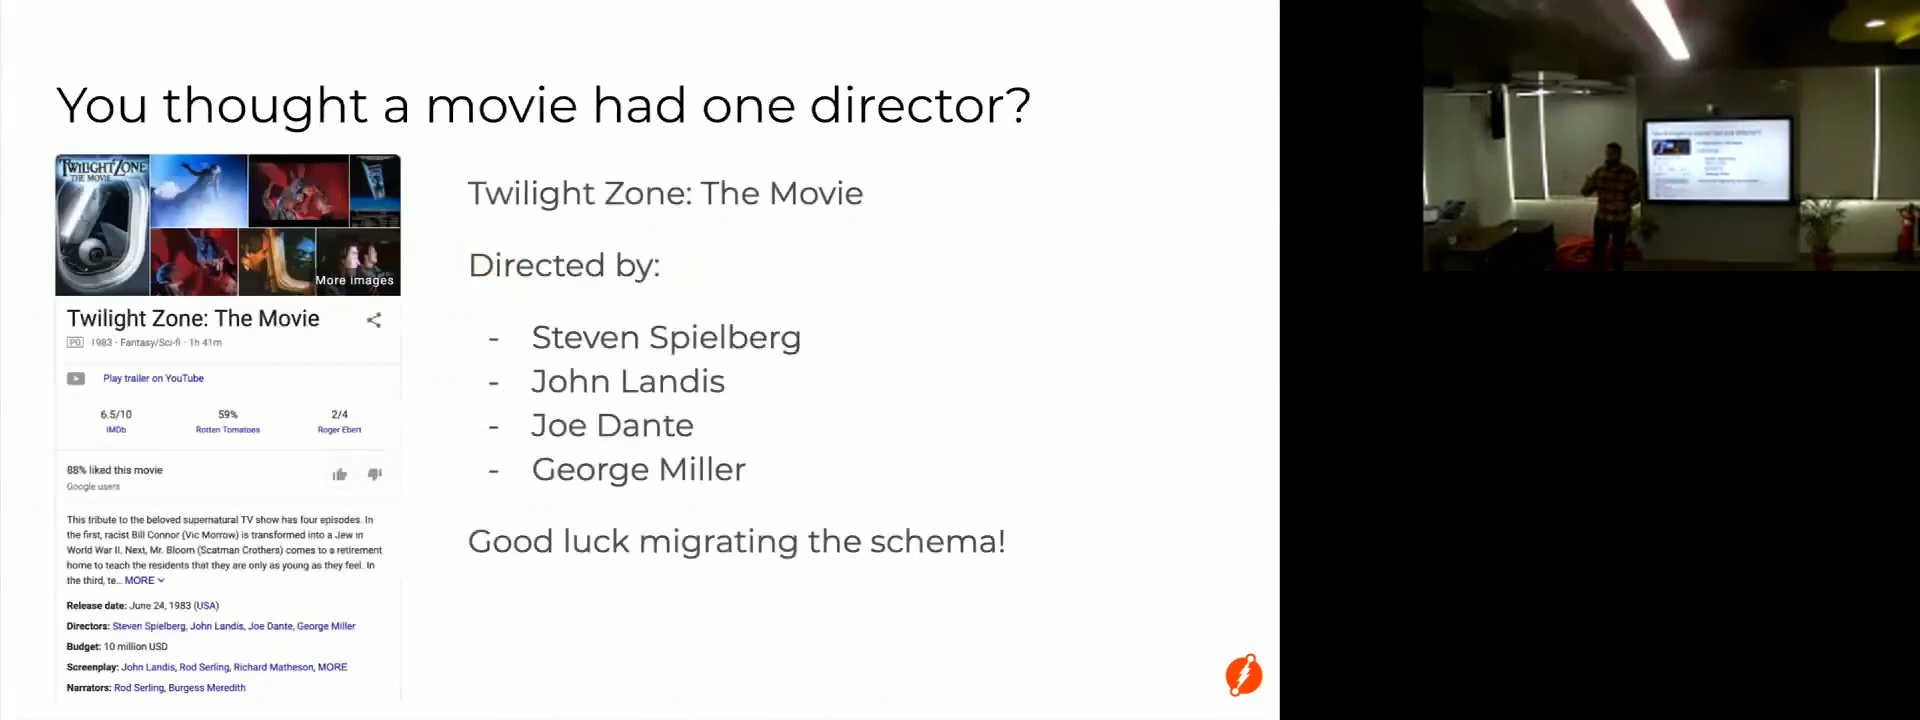 You thought a movie had one director?
TWILIGHT ZONE
THE MOVIE
More images
Twilight Zone: The Movie
PG 1983 · Fantasy/Sci-fi · 1h 41m
Play trailer on YouTube
6.5/10 59% 2/4
IMDb Rotten Tomatoes Roger Ebert
88% liked this movie
Google users
This tribute to the beloved supernatural TV show has four episodes. In
the first, racist Bill Connor (Vic Morrow) is transformed into a Jew in
World War II. Next, Mr. Bloom (Scatman Crothers) comes to a retirement
home to teach the residents that they are only as young as they feel. In
the third, te... MORE
Release date: June 24, 1983 (USA)
Directors: Steven Spielberg, John Landis, Joe Dante, George Miller
Budget: 10 million USD
Screenplay: John Landis, Rod Serling, Richard Matheson, MORE
Narrators: Rod Serling, Burgess Meredith
Twilight Zone: The Movie
Directed by:
- Steven Spielberg
- John Landis
- Joe Dante
- George Miller
Good luck migrating the schema!